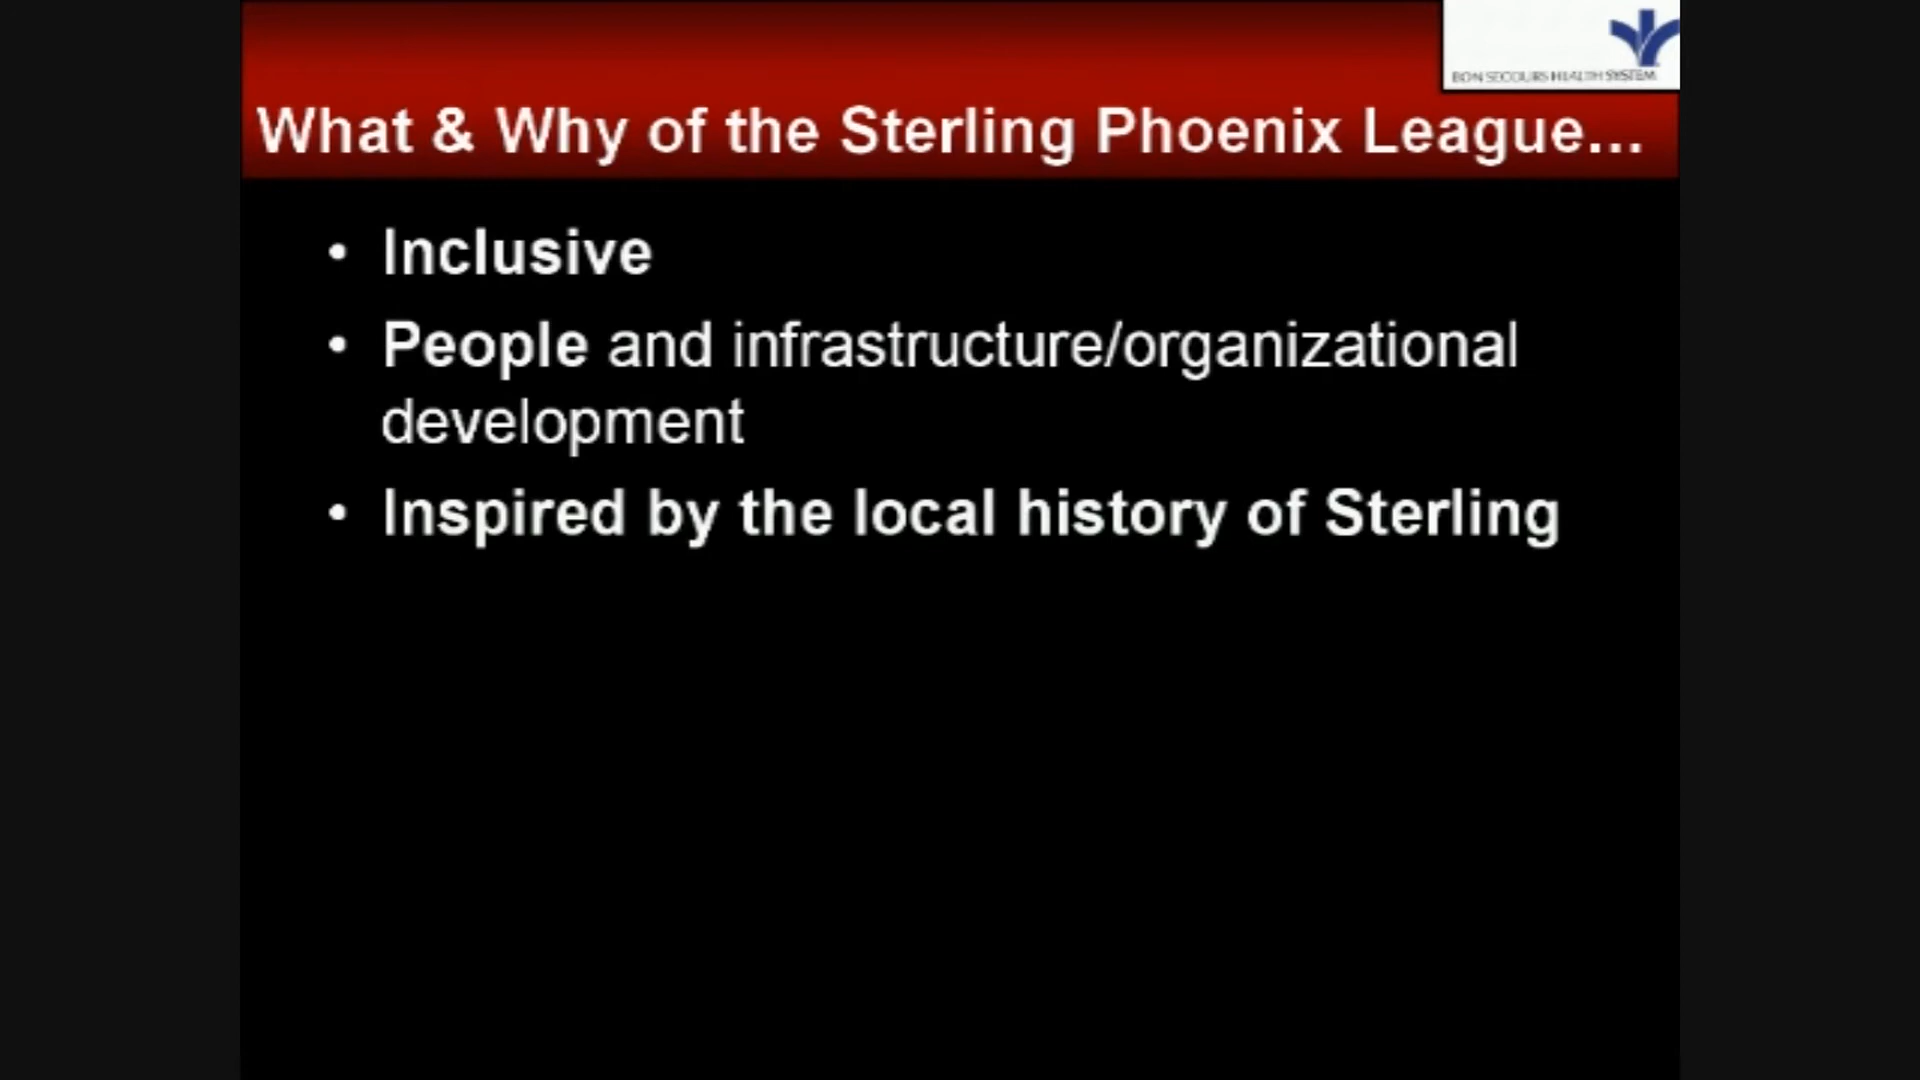 BON SECOURS HEALTH SYSTEM
What & Why of the Sterling Phoenix League...
• Inclusive
• People and infrastructure/organizational
development
• Inspired by the local history of Sterling